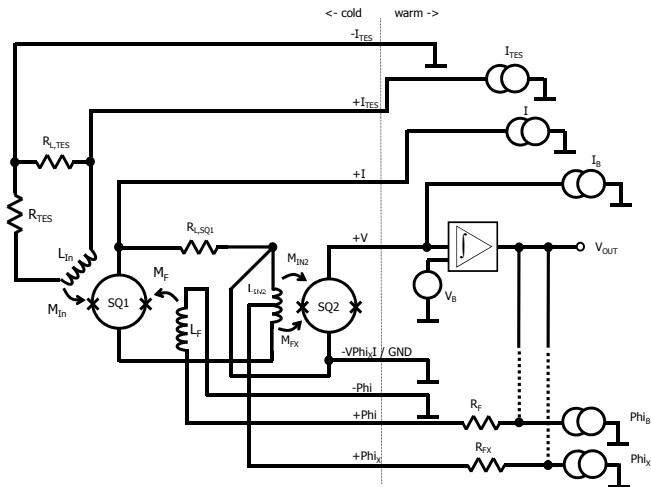 <- cold warm ->
-I_TES
I_TES
+I_TES
I
R_L,TES
+I
I_B
R_TES
R_L,SQ1
+V
V_OUT
∫
L_In
M_IN2
M_F
V_B
M_In
SQ1
L_IN2
SQ2
L_F
M_FX
-VPhi_XI / GND
-Phi
R_F
Phi_B
+Phi
R_FX
+Phi_X
Phi_X